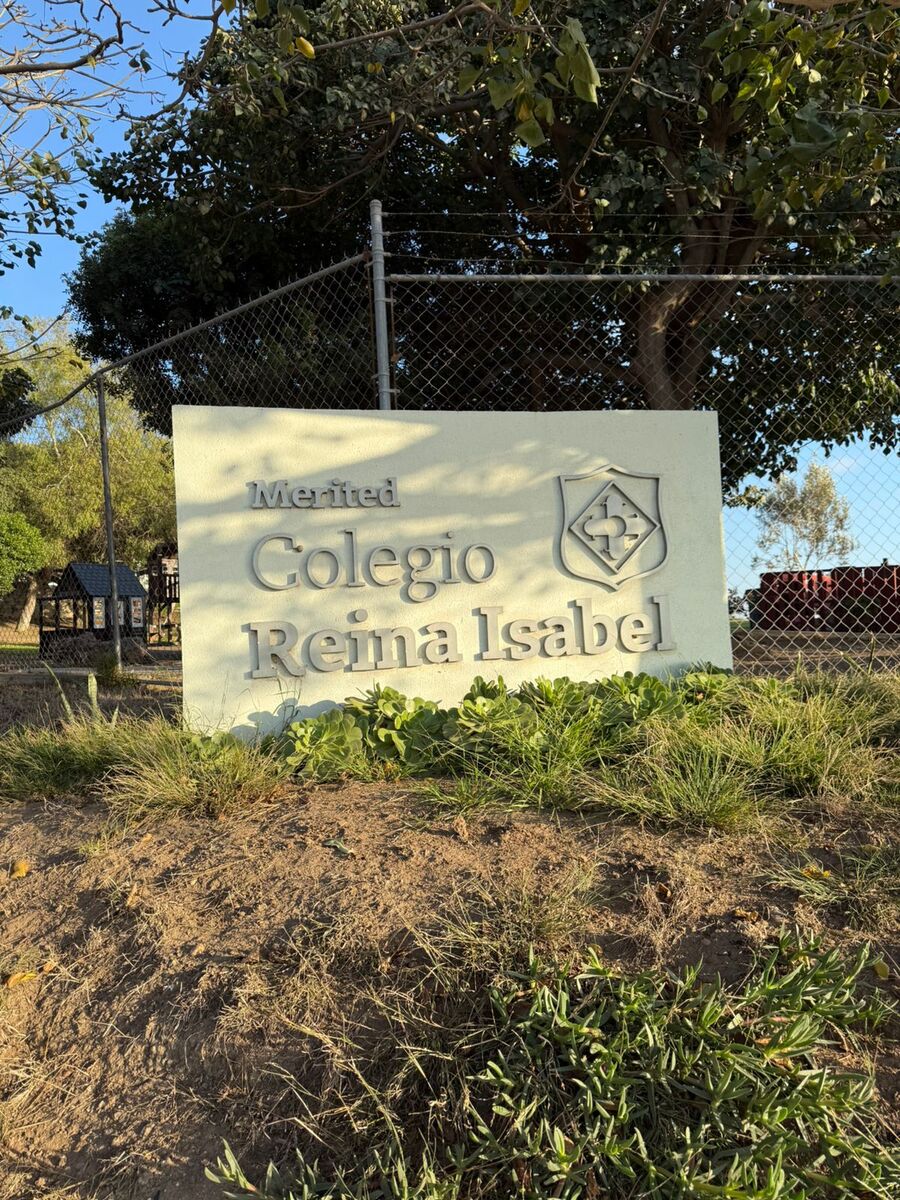 Merited
Colegio
Reina Isabel